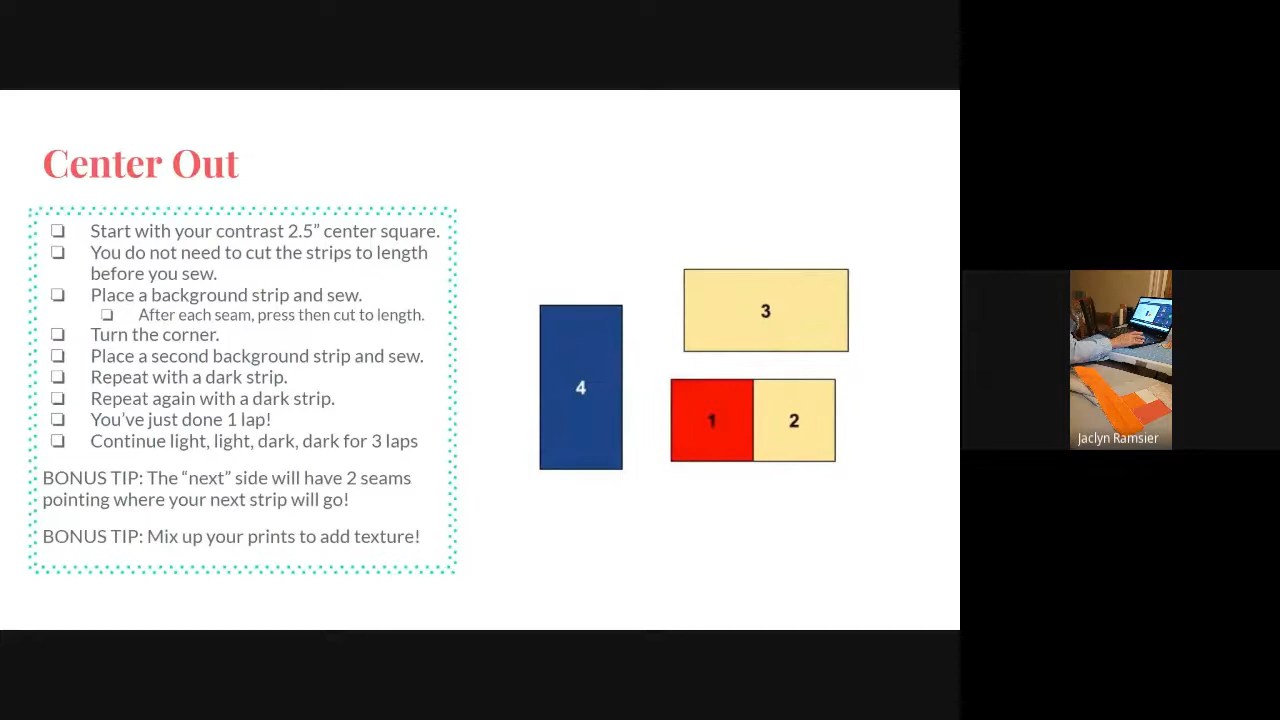 Center Out
❏ Start with your contrast 2.5” center square.
❏ You do not need to cut the strips to length
before you sew.
❏ Place a background strip and sew.
❏ After each seam, press then cut to length.
❏ Turn the corner.
❏ Place a second background strip and sew.
❏ Repeat with a dark strip.
❏ Repeat again with a dark strip.
❏ You’ve just done 1 lap!
❏ Continue light, light, dark, dark for 3 laps
BONUS TIP: The “next” side will have 2 seams
pointing where your next strip will go!
BONUS TIP: Mix up your prints to add texture!
3
4
1 2
Jaclyn Ramsier